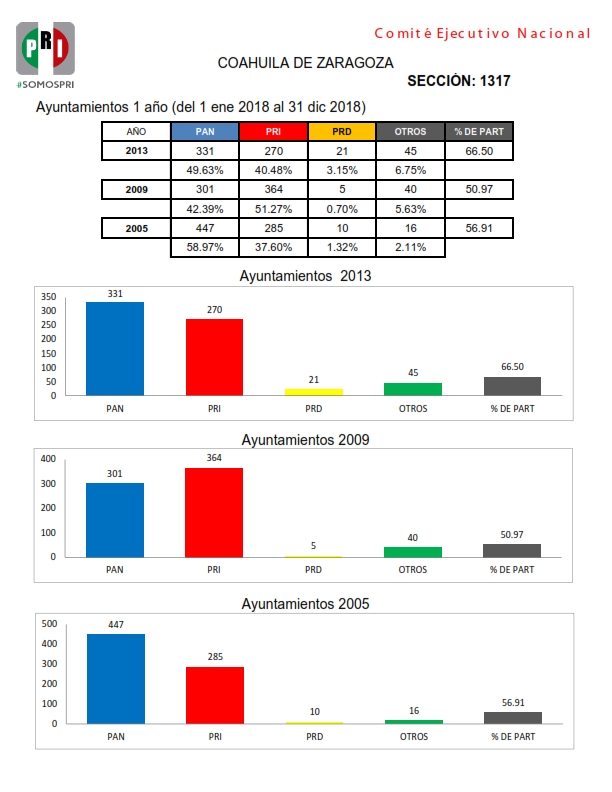 Comité Ejecutivo Nacional
PRI
#SOMOSPRI
COAHUILA DE ZARAGOZA
SECCIÓN: 1317
Ayuntamientos 1 año (del 1 ene 2018 al 31 dic 2018)
AÑO PAN PRI PRD OTROS % DE PART
2013 331 270 21 45 66.50
49.63% 40.48% 3.15% 6.75%
2009 301 364 5 40 50.97
42.39% 51.27% 0.70% 5.63%
2005 447 285 10 16 56.91
58.97% 37.60% 1.32% 2.11%
Ayuntamientos 2013
350
300
250
200
150
100
50
0
331 270 21 45 66.50
PAN PRI PRD OTROS % DE PART
Ayuntamientos 2009
400
300
200
100
0
301 364 5 40 50.97
PAN PRI PRD OTROS % DE PART
Ayuntamientos 2005
500
400
300
200
100
0
447 285 10 16 56.91
PAN PRI PRD OTROS % DE PART